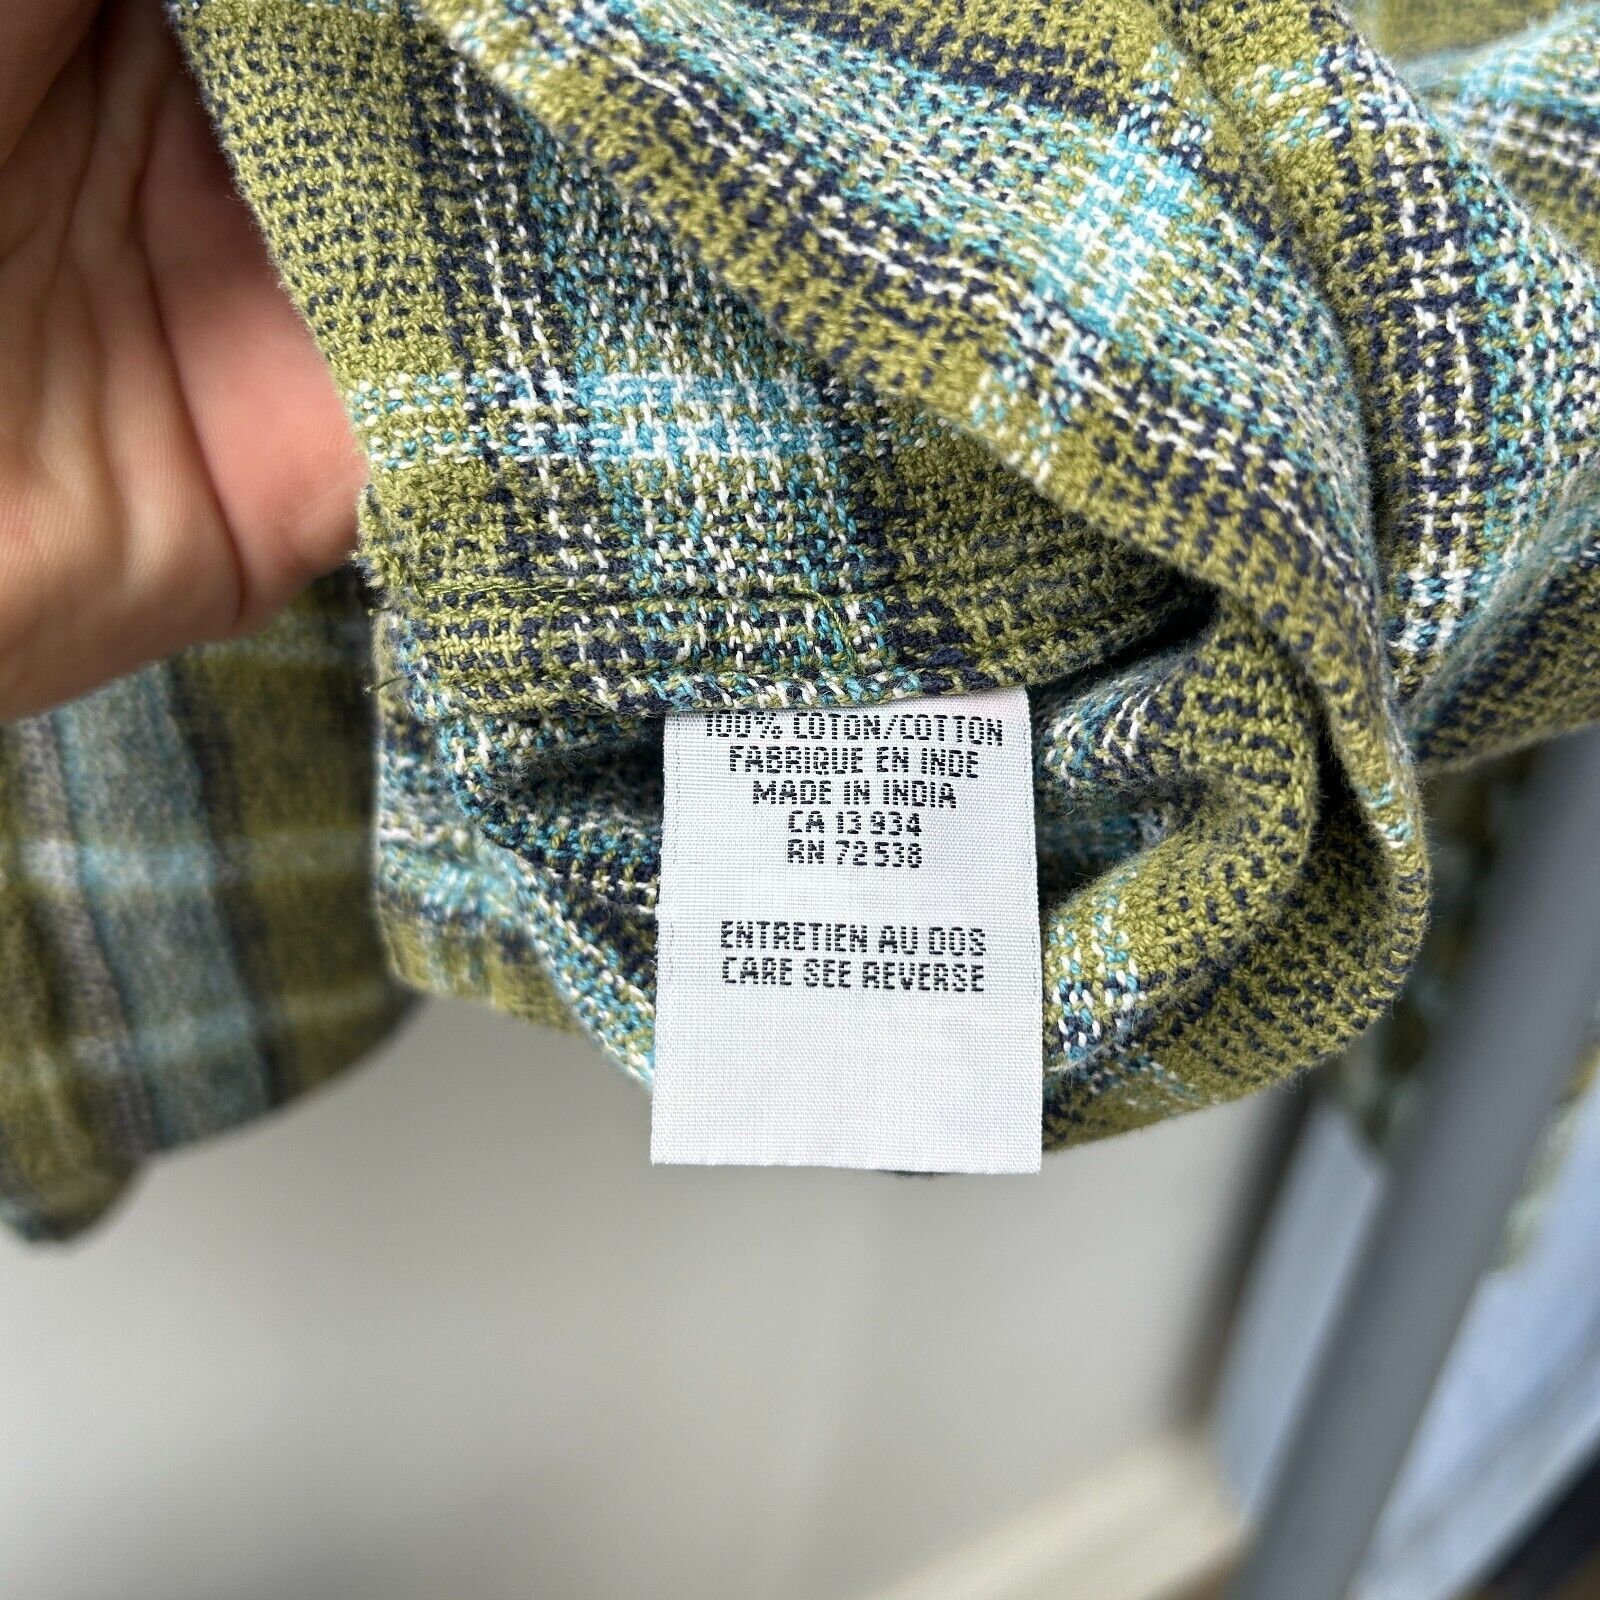 100% COTON/COTTON
FABRIQUE EN INDE
MADE IN INDIA
CA 13 934
RN 72538
ENTRETIEN AU DOS
CARE SEE REVERSE